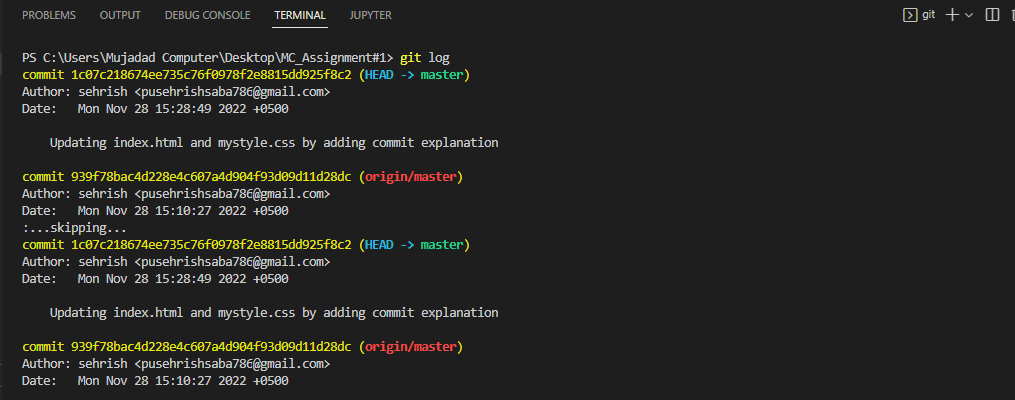 PROBLEMS OUTPUT DEBUG CONSOLE TERMINAL JUPYTER git
PS C:\Users\Mujadad Computer\Desktop\MC_Assignment#1> git log
commit 1c07c218674ee735c76f0978f2e8815dd925f8c2 (HEAD -> master)
Author: sehrish <pusehrishsaba786@gmail.com>
Date:   Mon Nov 28 15:28:49 2022 +0500
    Updating index.html and mystyle.css by adding commit explanation
commit 939f78bac4d228e4c607a4d904f93d09d11d28dc (origin/master)
Author: sehrish <pusehrishsaba786@gmail.com>
Date:   Mon Nov 28 15:10:27 2022 +0500
:...skipping...
commit 1c07c218674ee735c76f0978f2e8815dd925f8c2 (HEAD -> master)
Author: sehrish <pusehrishsaba786@gmail.com>
Date:   Mon Nov 28 15:28:49 2022 +0500
    Updating index.html and mystyle.css by adding commit explanation
commit 939f78bac4d228e4c607a4d904f93d09d11d28dc (origin/master)
Author: sehrish <pusehrishsaba786@gmail.com>
Date:   Mon Nov 28 15:10:27 2022 +0500